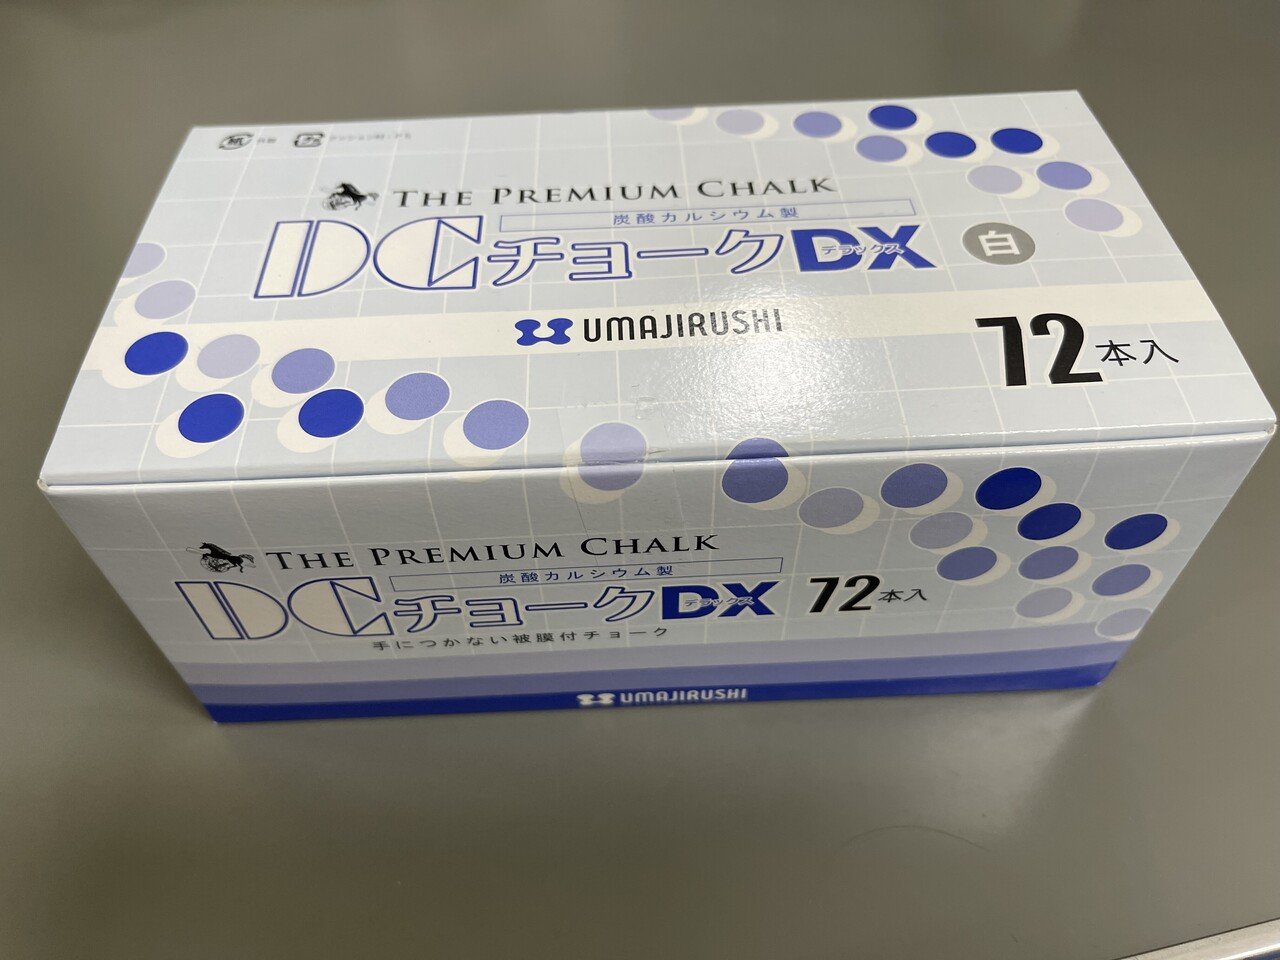 紙
THE PREMIUM CHALK
炭酸カルシウム製
DCチョークDX
デラックス
白
UMAJIRUSHI
72本入
THE PREMIUM CHALK
炭酸カルシウム製
DCチョークDX
デラックス
72本入
手につかない被膜付チョーク
UMAJIRUSHI